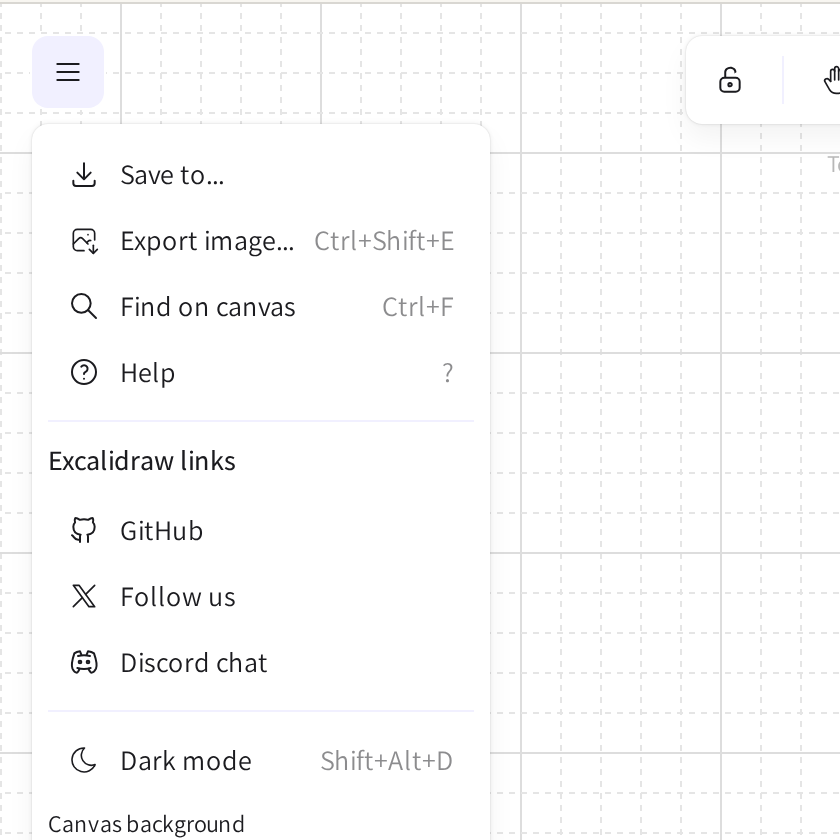 Save to...
Export image... Ctrl+Shift+E
Find on canvas Ctrl+F
Help ?
Excalidraw links
GitHub
Follow us
Discord chat
Dark mode Shift+Alt+D
Canvas background